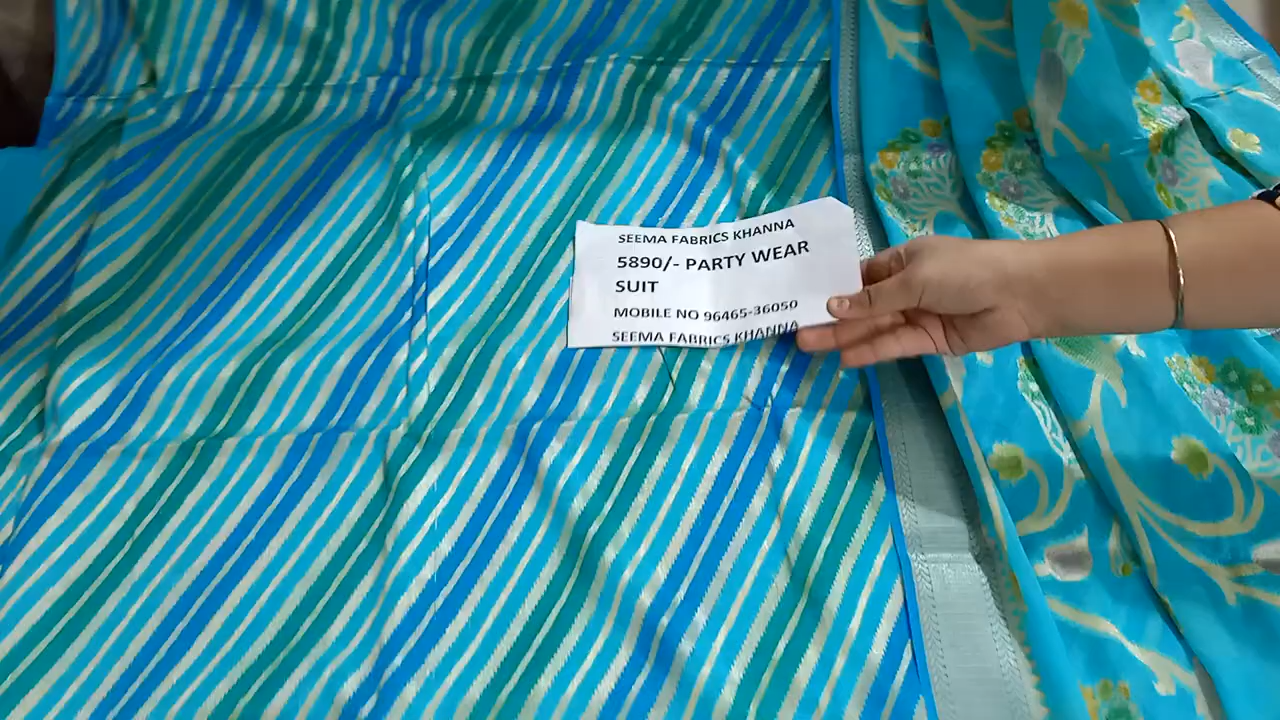 SEEMA FABRICS KHANNA
5890/- PARTY WEAR
SUIT
MOBILE NO 96465-36050
SEEMA FABRICS KHANNA